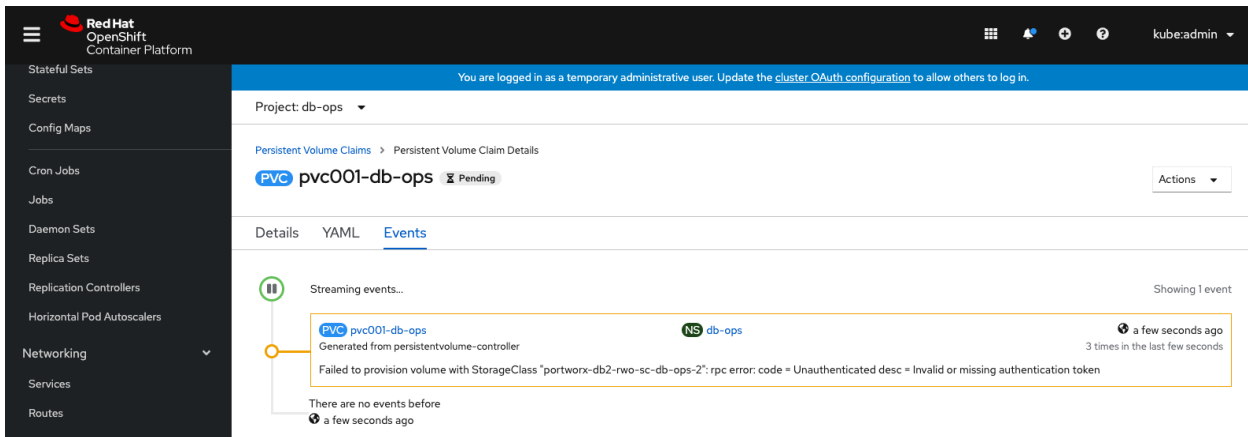 Red Hat
OpenShift
Container Platform
kube:admin
Stateful Sets
Secrets
Config Maps
Cron Jobs
Jobs
Daemon Sets
Replica Sets
Replication Controllers
Horizontal Pod Autoscalers
Networking
Services
Routes
You are logged in as a temporary administrative user. Update the cluster OAuth configuration to allow others to log in.
Project: db-ops
Persistent Volume Claims > Persistent Volume Claim Details
PVC pvc001-db-ops Pending
Actions
Details YAML Events
Streaming events...
Showing 1 event
PVC pvc001-db-ops NS db-ops a few seconds ago
Generated from persistentvolume-controller 3 times in the last few seconds
Failed to provision volume with StorageClass "portworx-db2-rwo-sc-db-ops-2": rpc error: code = Unauthenticated desc = Invalid or missing authentication token
There are no events before
a few seconds ago